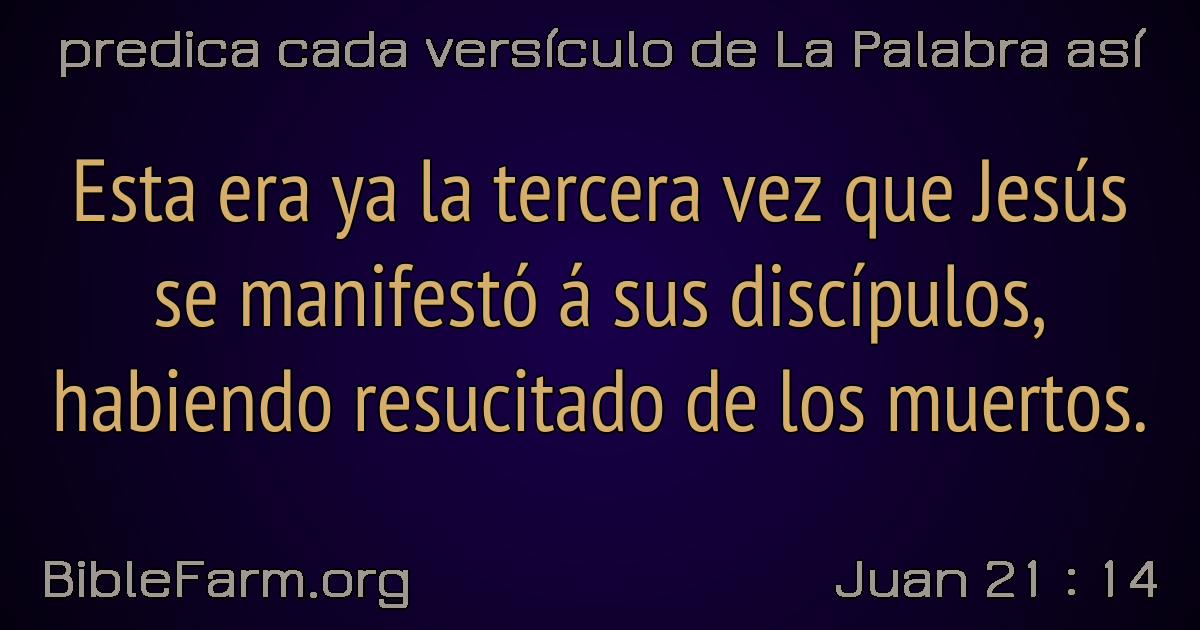 predica cada versículo de La Palabra así
Esta era ya la tercera vez que Jesús
se manifestó á sus discípulos,
habiendo resucitado de los muertos.
BibleFarm.org
Juan 21 : 14